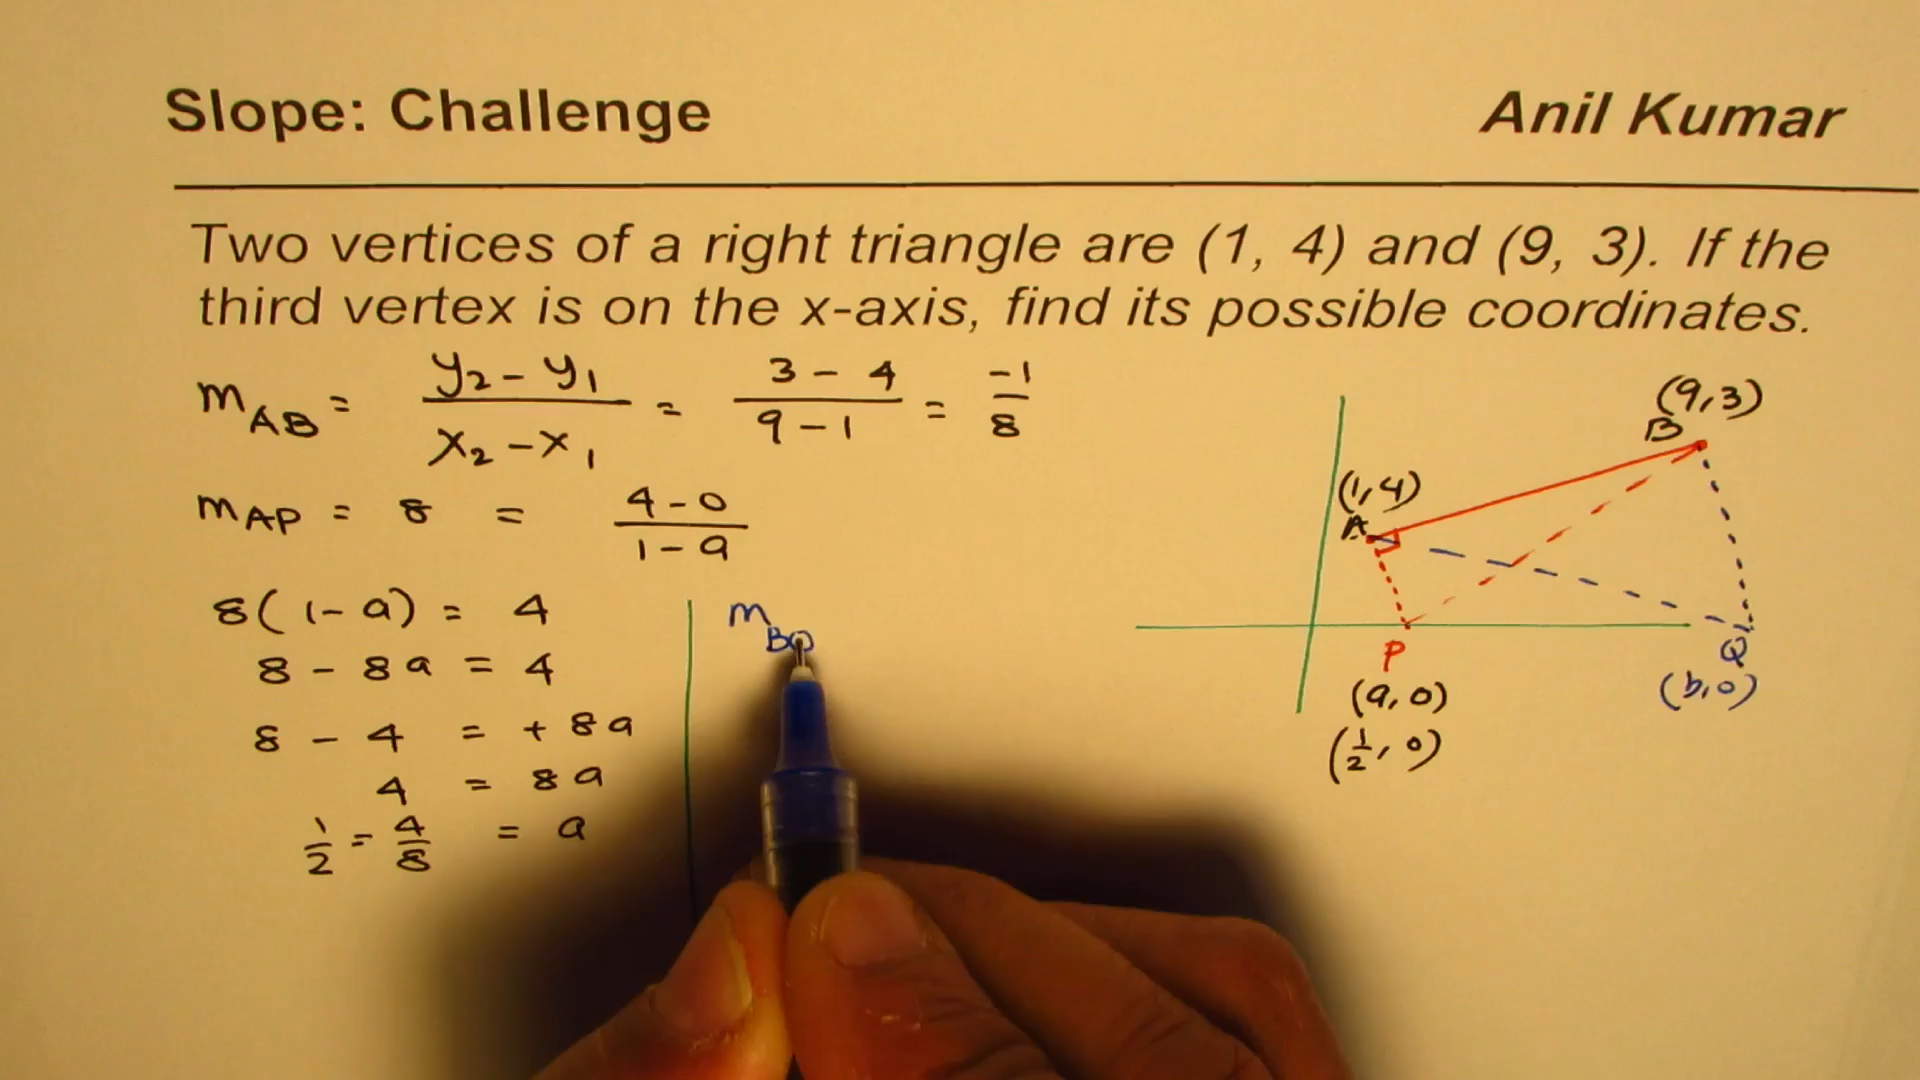 Slope: Challenge
Anil Kumar
Two vertices of a right triangle are (1, 4) and (9, 3). If the
third vertex is on the x-axis, find its possible coordinates.
m_AB = (y₂ - y₁)/(x₂ - x₁) = (3 - 4)/(9 - 1) = -1/8
m_AP = 8 = (4 - 0)/(1 - a)
8(1 - a) = 4
8 - 8a = 4
8 - 4 = + 8a
4 = 8a
1/2 = 4/8 = a
m_BQ
(9, 3)
B
(1, 4)
A
P
(a, 0)
(1/2, 0)
Q
(b, 0)